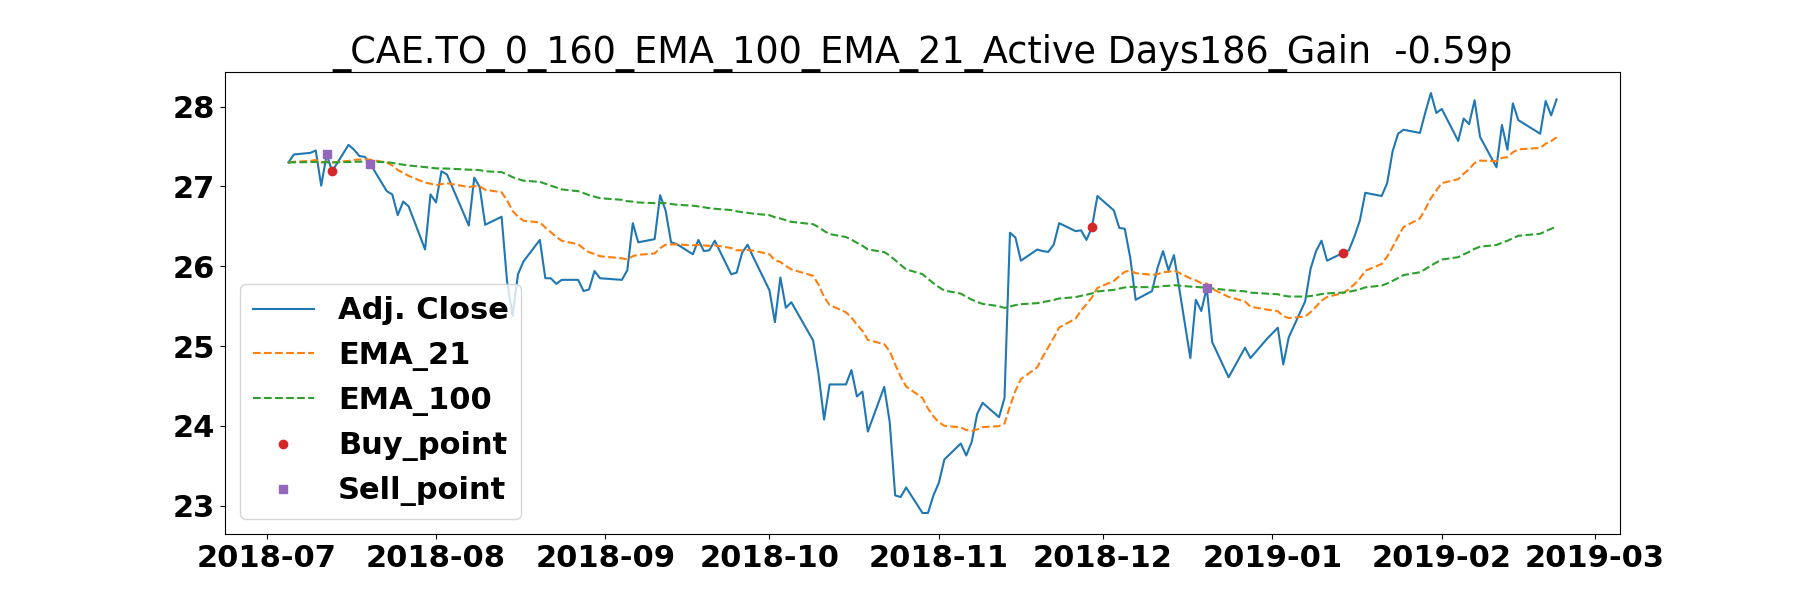 _CAE.TO_0_160_EMA_100_EMA_21_Active Days186_Gain  -0.59p
28
27
26
25
24
23
Adj. Close
EMA_21
EMA_100
Buy_point
Sell_point
2018-07 2018-08 2018-09 2018-10 2018-11 2018-12 2019-01 2019-02 2019-03